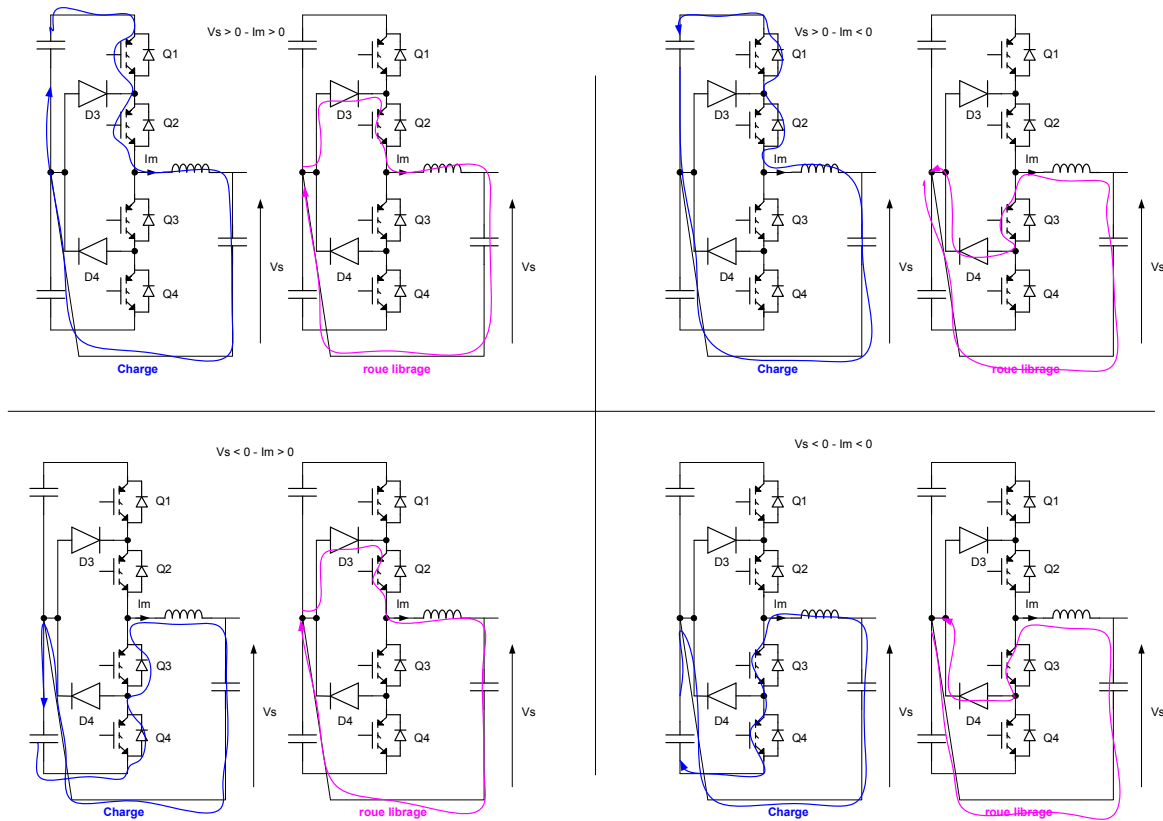 Vs > 0 - Im > 0
Q1
D3
Q2
Im
Q3
D4
Vs
Q4
Charge
Q1
D3
Q2
Im
Q3
D4
Vs
Q4
roue librage
Vs > 0 - Im < 0
Q1
D3
Q2
Im
Q3
D4
Vs
Q4
Charge
Q1
D3
Q2
Im
Q3
D4
Vs
Q4
roue librage
Vs < 0 - Im > 0
Q1
D3
Q2
Im
Q3
D4
Vs
Q4
Charge
Q1
D3
Q2
Im
Q3
D4
Vs
Q4
roue librage
Vs < 0 - Im < 0
Q1
D3
Q2
Im
Q3
D4
Vs
Q4
Charge
Q1
D3
Q2
Im
Q3
D4
Vs
Q4
roue librage